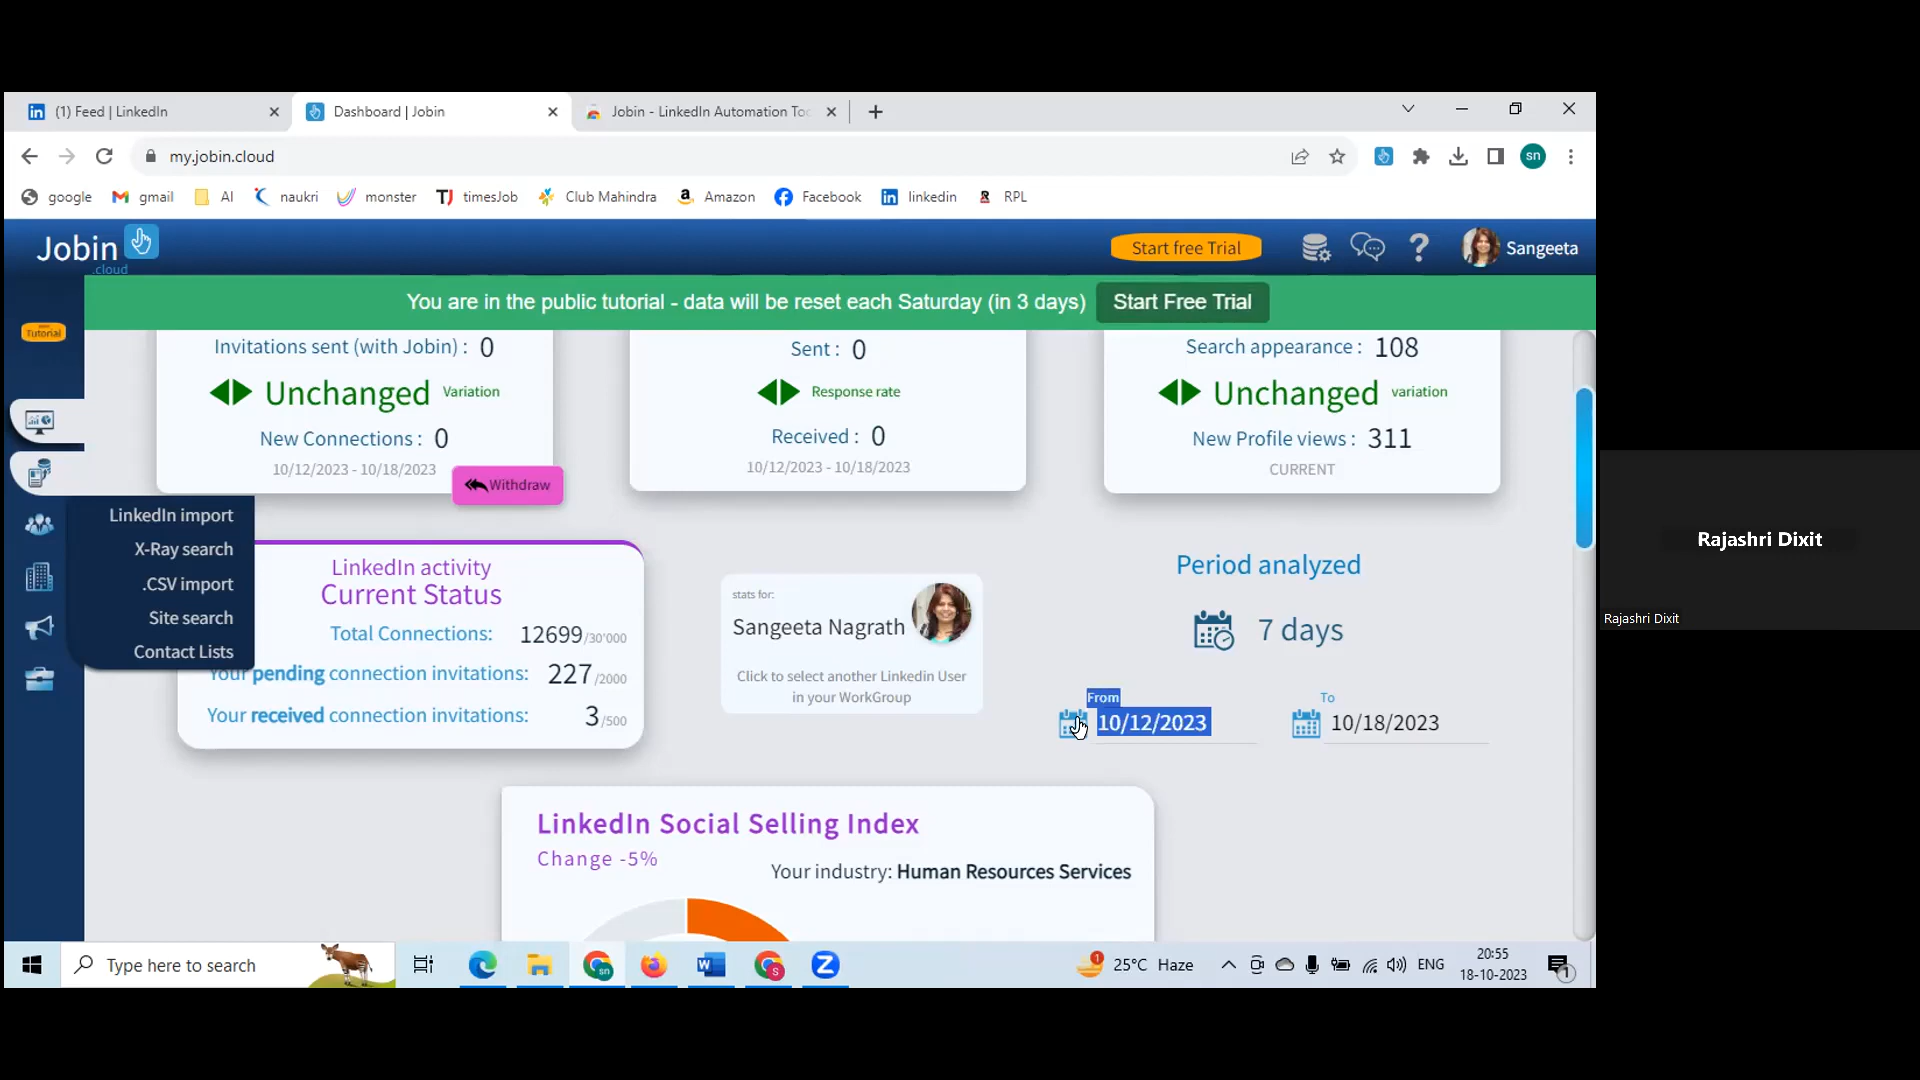 (1) Feed | LinkedIn
Dashboard | Jobin
Jobin - LinkedIn Automation Too
my.jobin.cloud
sn
google
gmail
AI
naukri
monster
TJ timesJob
Club Mahindra
Amazon
Facebook
linkedin
RPL
Jobin
.cloud
Start free Trial
?
Sangeeta
You are in the public tutorial - data will be reset each Saturday (in 3 days)
Start Free Trial
Tutorial
Invitations sent (with Jobin) : 0
Unchanged Variation
New Connections : 0
10/12/2023 - 10/18/2023
Withdraw
Sent : 0
Response rate
Received : 0
10/12/2023 - 10/18/2023
Search appearance : 108
Unchanged variation
New Profile views : 311
CURRENT
LinkedIn import
X-Ray search
.CSV import
Site search
Contact Lists
LinkedIn activity
Current Status
Total Connections: 12699/30'000
Your pending connection invitations: 227/2000
Your received connection invitations: 3/500
stats for:
Sangeeta Nagrath
Click to select another Linkedin User
in your WorkGroup
Period analyzed
7 days
From
10/12/2023
To
10/18/2023
LinkedIn Social Selling Index
Change -5%
Your industry: Human Resources Services
Rajashri Dixit
Rajashri Dixit
Type here to search
25°C Haze
ENG
20:55
18-10-2023
1